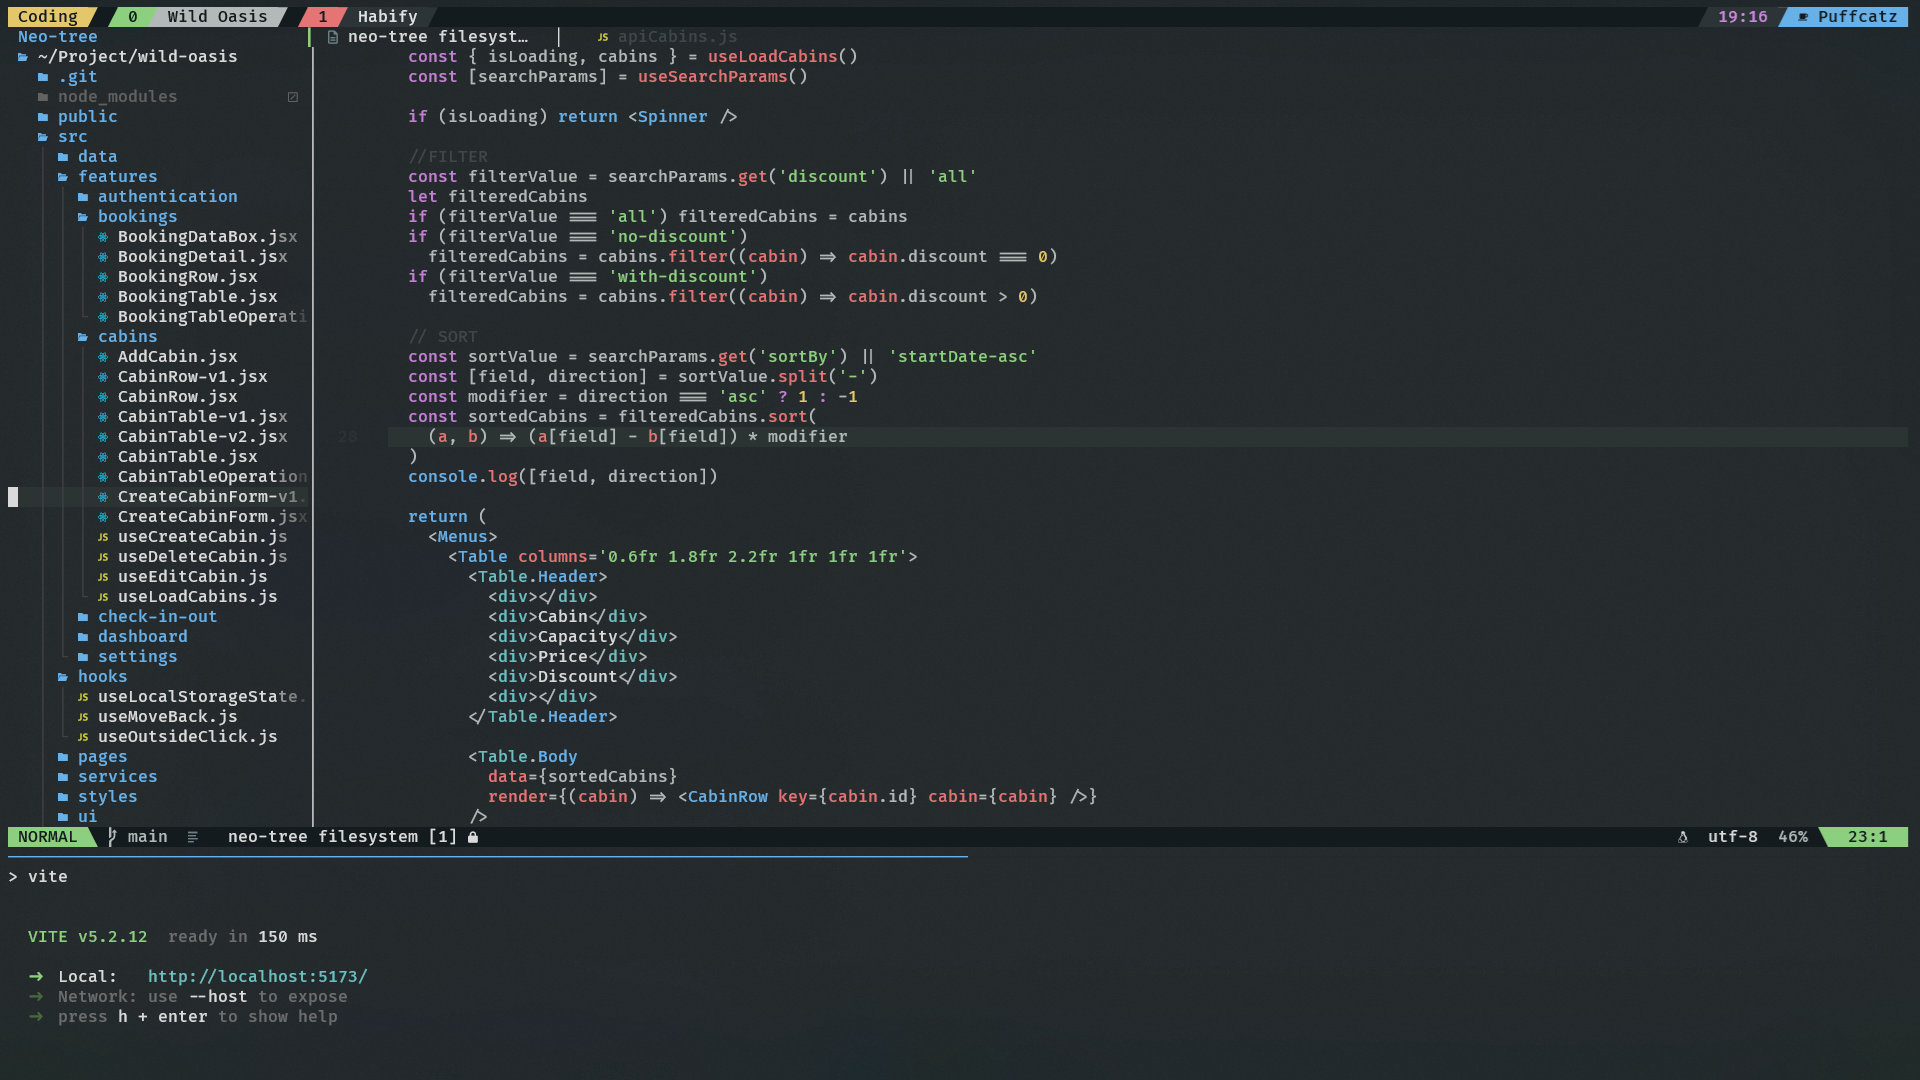 Coding 0 Wild Oasis 1 Habify 19:16 Puffcatz
Neo-tree
~/Project/wild-oasis
.git
node_modules
public
src
data
features
authentication
bookings
BookingDataBox.jsx
BookingDetail.jsx
BookingRow.jsx
BookingTable.jsx
BookingTableOperati
cabins
AddCabin.jsx
CabinRow-v1.jsx
CabinRow.jsx
CabinTable-v1.jsx
CabinTable-v2.jsx
CabinTable.jsx
CabinTableOperation
CreateCabinForm-v1.
CreateCabinForm.jsx
JS useCreateCabin.js
JS useDeleteCabin.js
JS useEditCabin.js
JS useLoadCabins.js
check-in-out
dashboard
settings
hooks
JS useLocalStorageState.
JS useMoveBack.js
JS useOutsideClick.js
pages
services
styles
ui
neo-tree filesyst… JS apiCabins.js
const { isLoading, cabins } = useLoadCabins()
const [searchParams] = useSearchParams()
if (isLoading) return <Spinner />
//FILTER
const filterValue = searchParams.get('discount') || 'all'
let filteredCabins
if (filterValue === 'all') filteredCabins = cabins
if (filterValue === 'no-discount')
filteredCabins = cabins.filter((cabin) => cabin.discount === 0)
if (filterValue === 'with-discount')
filteredCabins = cabins.filter((cabin) => cabin.discount > 0)
// SORT
const sortValue = searchParams.get('sortBy') || 'startDate-asc'
const [field, direction] = sortValue.split('-')
const modifier = direction === 'asc' ? 1 : -1
const sortedCabins = filteredCabins.sort(
28 (a, b) => (a[field] - b[field]) * modifier
)
console.log([field, direction])
return (
<Menus>
<Table columns='0.6fr 1.8fr 2.2fr 1fr 1fr 1fr'>
<Table.Header>
<div></div>
<div>Cabin</div>
<div>Capacity</div>
<div>Price</div>
<div>Discount</div>
<div></div>
</Table.Header>
<Table.Body
data={sortedCabins}
render={(cabin) => <CabinRow key={cabin.id} cabin={cabin} />}
/>
NORMAL main neo-tree filesystem [1] utf-8 46% 23:1
> vite
VITE v5.2.12 ready in 150 ms
➜ Local: http://localhost:5173/
➜ Network: use --host to expose
➜ press h + enter to show help